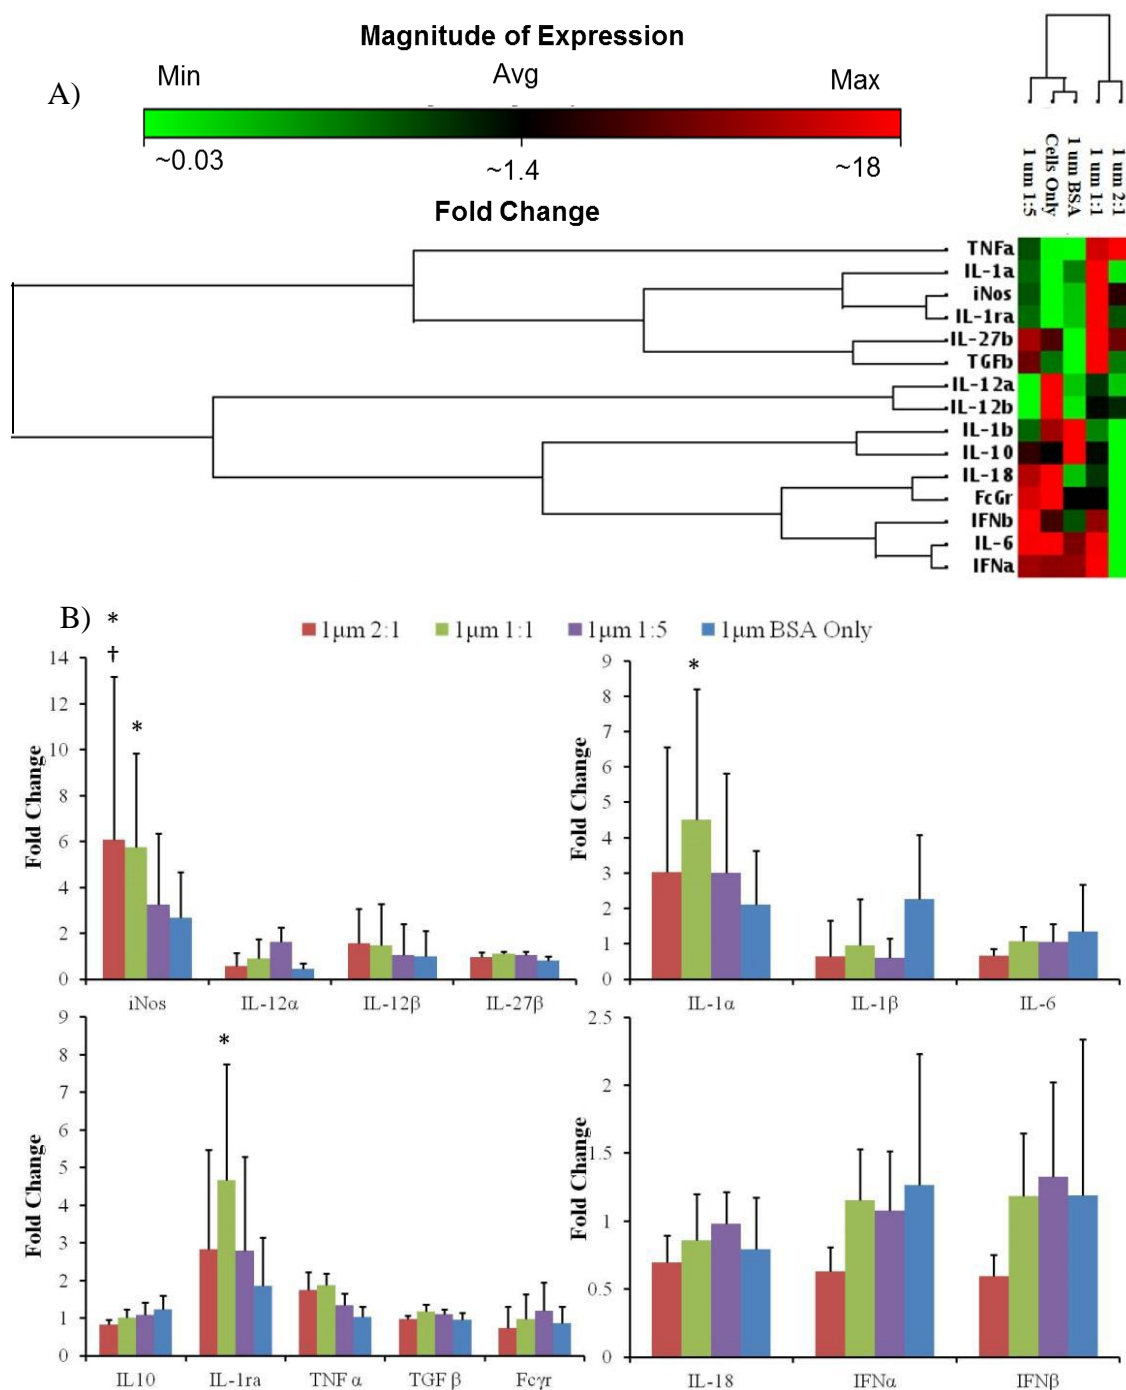 Magnitude of Expression
A)
Min
Avg
Max
~0.03
~1.4
~18
Fold Change
1 um 1:5
Cells Only
1 um BSA
1 um 1:1
1 um 2:1
TNFa
IL-1a
iNos
IL-1ra
IL-27b
TGFb
IL-12a
IL-12b
IL-1b
IL-10
IL-18
FcGr
IFNb
IL-6
IFNa
B)
1μm 2:1
1μm 1:1
1μm 1:5
1μm BSA Only
*
†
*
14
12
10
8
6
4
2
0
Fold Change
iNos
IL-12α
IL-12β
IL-27β
*
9
8
7
6
5
4
3
2
1
0
Fold Change
IL-1α
IL-1β
IL-6
*
9
8
7
6
5
4
3
2
1
0
Fold Change
IL10
IL-1ra
TNF α
TGF β
Fcγr
2.5
2
1.5
1
0.5
0
Fold Change
IL-18
IFNα
IFNβ